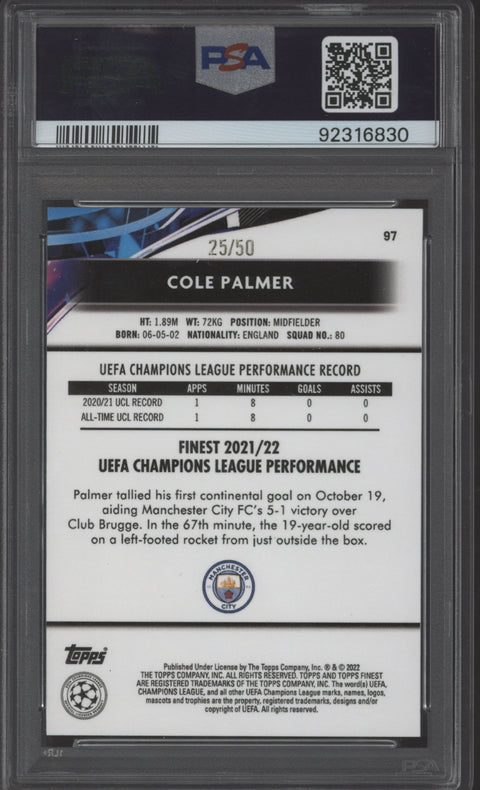 PSA
92316830
97
25/50
COLE PALMER
HT: 1.89M WT: 72KG POSITION: MIDFIELDER
BORN: 06-05-02 NATIONALITY: ENGLAND SQUAD NO.: 80
UEFA CHAMPIONS LEAGUE PERFORMANCE RECORD
SEASON APPS MINUTES GOALS ASSISTS
2020/21 UCL RECORD 1 8 0 0
ALL-TIME UCL RECORD 1 8 0 0
FINEST 2021/22
UEFA CHAMPIONS LEAGUE PERFORMANCE
Palmer tallied his first continental goal on October 19,
aiding Manchester City FC's 5-1 victory over
Club Brugge. In the 67th minute, the 19-year-old scored
on a left-footed rocket from just outside the box.
MANCHESTER
CITY
Topps
Published Under License by The Topps Company, Inc. ® & © 2022
THE TOPPS COMPANY, INC. ALL RIGHTS RESERVED. TOPPS AND TOPPS FINEST
ARE REGISTERED TRADEMARKS OF THE TOPPS COMPANY, INC. The word(s) UEFA,
CHAMPIONS LEAGUE, and all other UEFA Champions League marks, names, logos,
mascots and trophies are the property, registered trademarks, designs and/or
copyright of UEFA. All rights reserved.
PSA